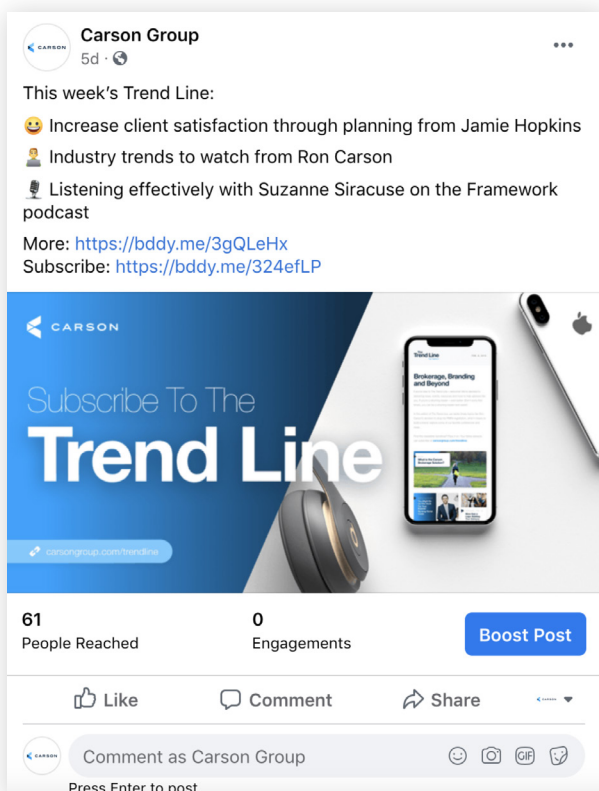 CARSON
Carson Group
5d ·
This week's Trend Line:
😀 Increase client satisfaction through planning from Jamie Hopkins
👨‍💼 Industry trends to watch from Ron Carson
🎙️ Listening effectively with Suzanne Siracuse on the Framework
podcast
More: https://bddy.me/3gQLeHx
Subscribe: https://bddy.me/324efLP
CARSON
Subscribe To The
Trend Line
carsongroup.com/trendline
Trend Line
Brokerage, Branding
and Beyond
61
People Reached
0
Engagements
Boost Post
Like
Comment
Share
CARSON
Comment as Carson Group
GIF
Press Enter to post